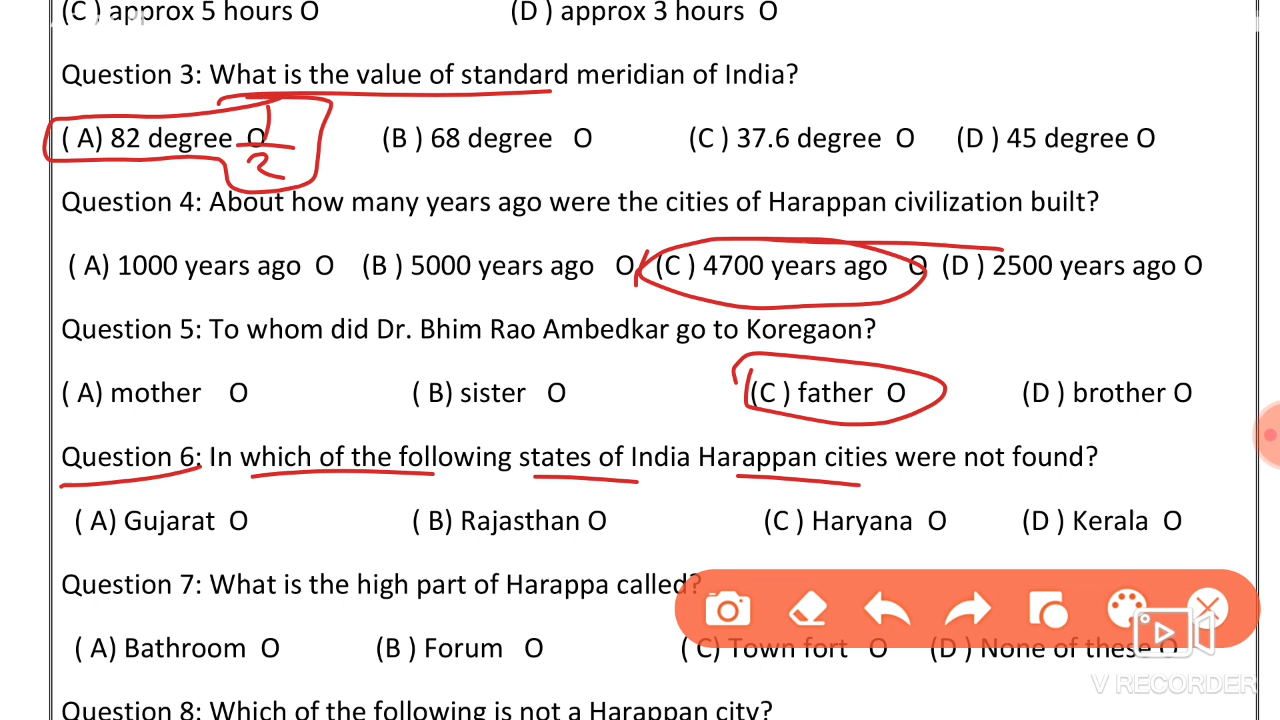 (C ) approx 5 hours O (D ) approx 3 hours O
Question 3: What is the value of standard meridian of India?
( A) 82 degree O 1/2 (B ) 68 degree O (C ) 37.6 degree O (D ) 45 degree O
Question 4: About how many years ago were the cities of Harappan civilization built?
( A) 1000 years ago O (B ) 5000 years ago O (C ) 4700 years ago O (D ) 2500 years ago O
Question 5: To whom did Dr. Bhim Rao Ambedkar go to Koregaon?
( A) mother O ( B) sister O (C ) father O (D ) brother O
Question 6: In which of the following states of India Harappan cities were not found?
( A) Gujarat O ( B) Rajasthan O (C ) Haryana O (D ) Kerala O
Question 7: What is the high part of Harappa called?
( A) Bathroom O (B ) Forum O ( C) Town fort O (D ) None of these O
V RECORDER
Question 8: Which of the following is not a Harappan city?